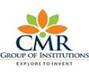 CMR
GROUP OF INSTITUTIONS
EXPLORE TO INVENT